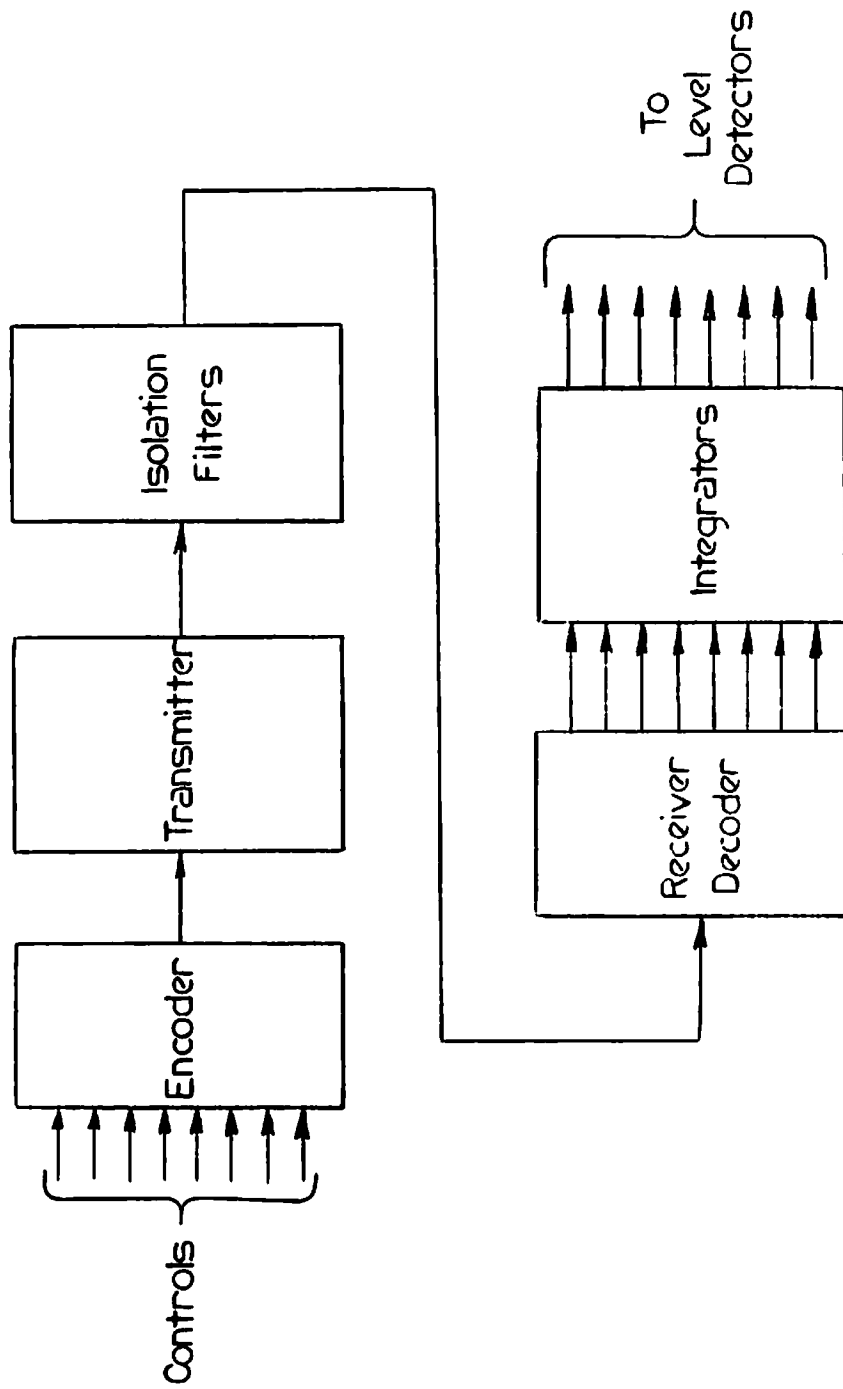 Controls
Encoder
Transmitter
Isolation
Filters
Receiver
Decoder
Integrators
To
Level
Detectors